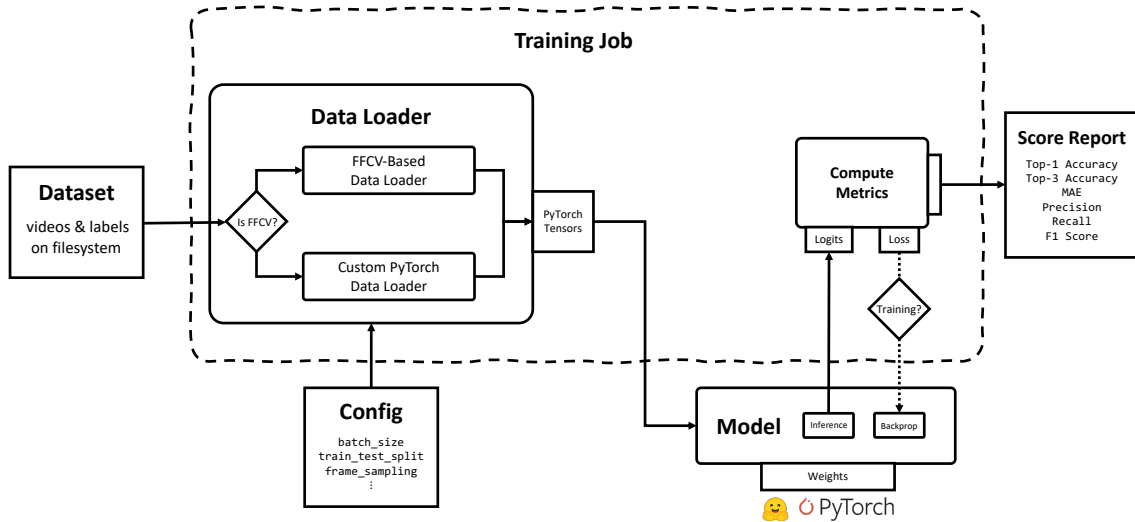 Training Job
Data Loader
FFCV-Based
Data Loader
Is FFCV?
Custom PyTorch
Data Loader
Dataset
videos & labels
on filesystem
PyTorch
Tensors
Compute
Metrics
Logits
Loss
Training?
Score Report
Top-1 Accuracy
Top-3 Accuracy
MAE
Precision
Recall
F1 Score
Config
batch_size
train_test_split
frame_sampling
⋮
Model
Inference
Backprop
Weights
PyTorch